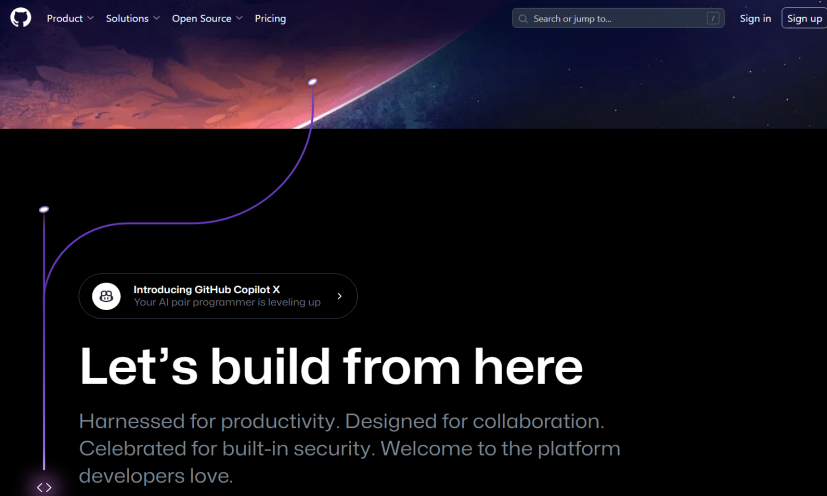 Product Solutions Open Source Pricing Search or jump to... / Sign in Sign up
Introducing GitHub Copilot X
Your AI pair programmer is leveling up
Let's build from here
Harnessed for productivity. Designed for collaboration.
Celebrated for built-in security. Welcome to the platform
developers love.